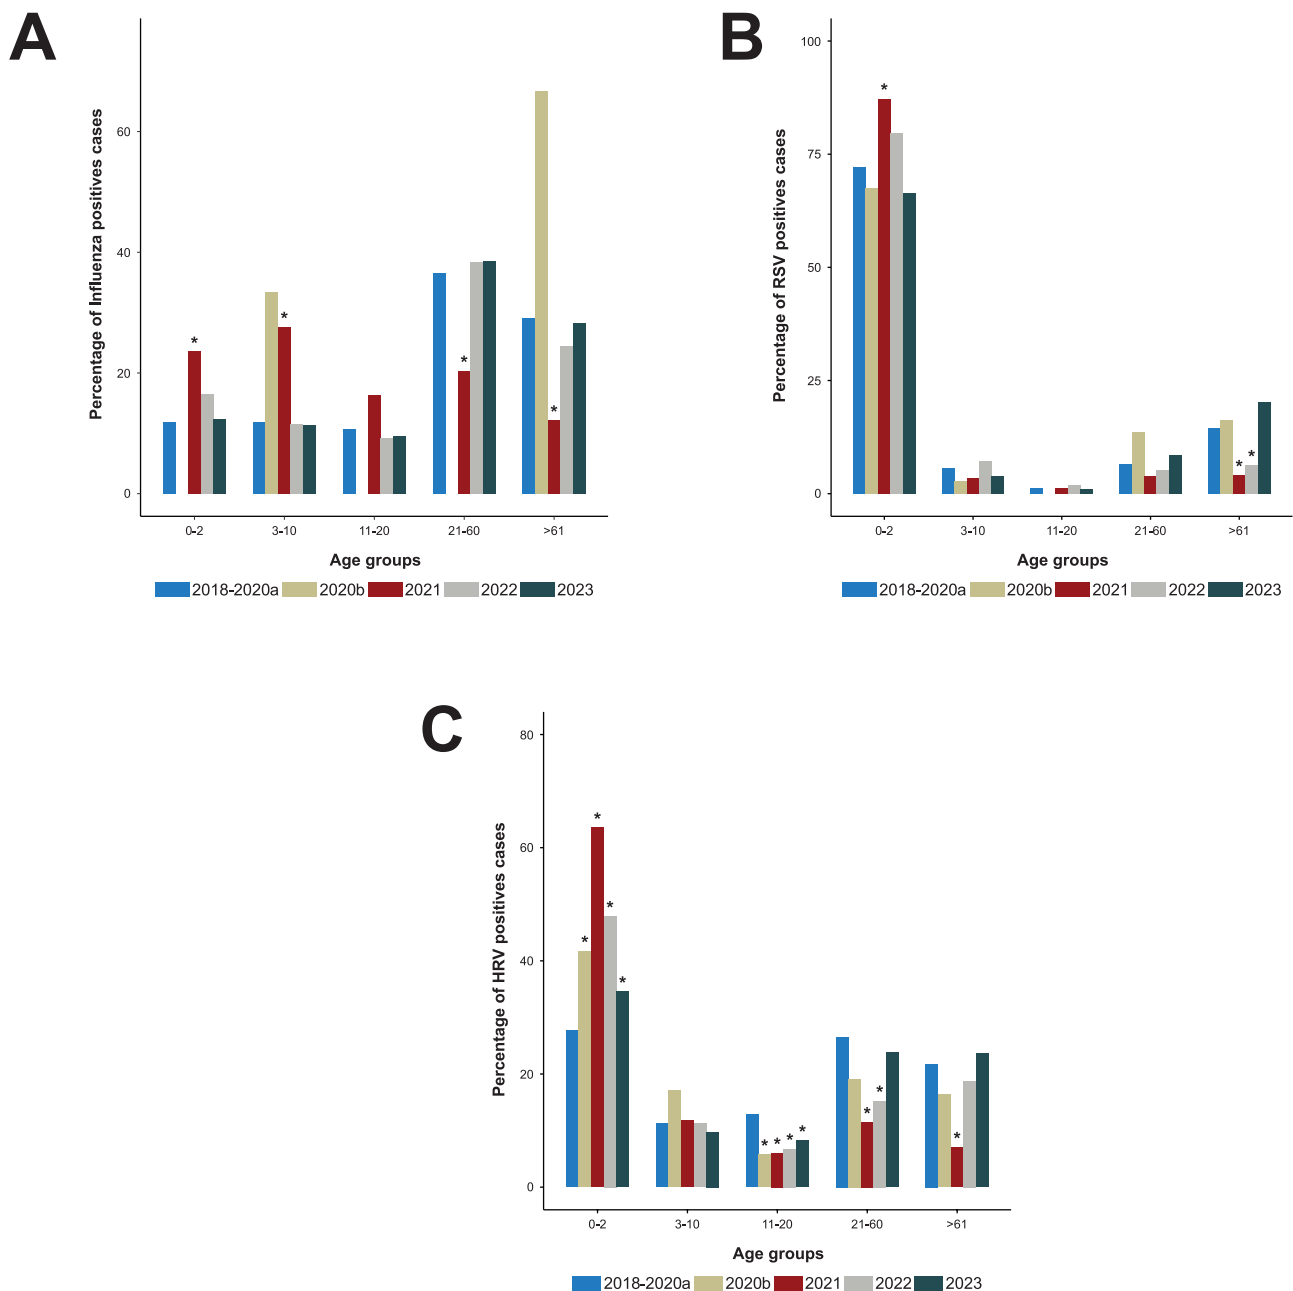 A
Percentage of Influenza positives cases
60
40
20
0
* * * *
0-2 3-10 11-20 21-60 >61
Age groups
2018-2020a 2020b 2021 2022 2023
B
Percentage of RSV positives cases
100
75
50
25
0
* * *
0-2 3-10 11-20 21-60 >61
Age groups
2018-2020a 2020b 2021 2022 2023
C
Percentage of HRV positives cases
80
60
40
20
0
* * * * * * * * * * *
0-2 3-10 11-20 21-60 >61
Age groups
2018-2020a 2020b 2021 2022 2023